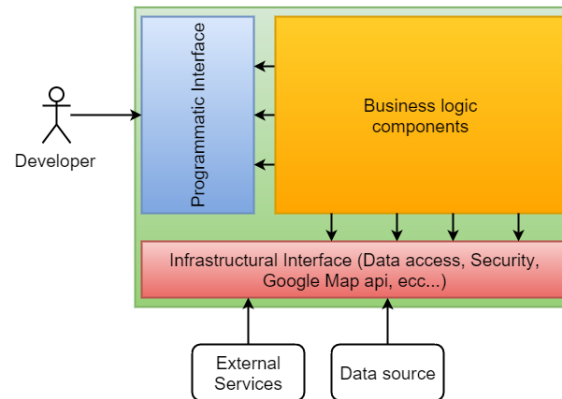 Programmatic Interface
Business logic
components
Developer
Infrastructural Interface (Data access, Security,
Google Map api, ecc...)
External
Services
Data source